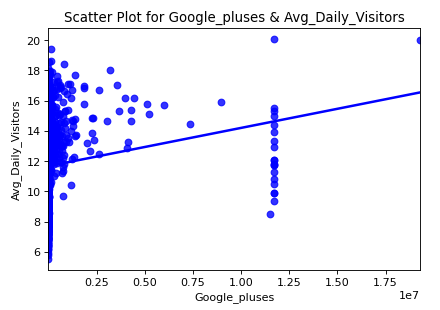 Scatter Plot for Google_pluses & Avg_Daily_Visitors
20
18
16
14
12
10
8
6
Avg_Daily_Visitors
0.25 0.50 0.75 1.00 1.25 1.50 1.75
1e7
Google_pluses